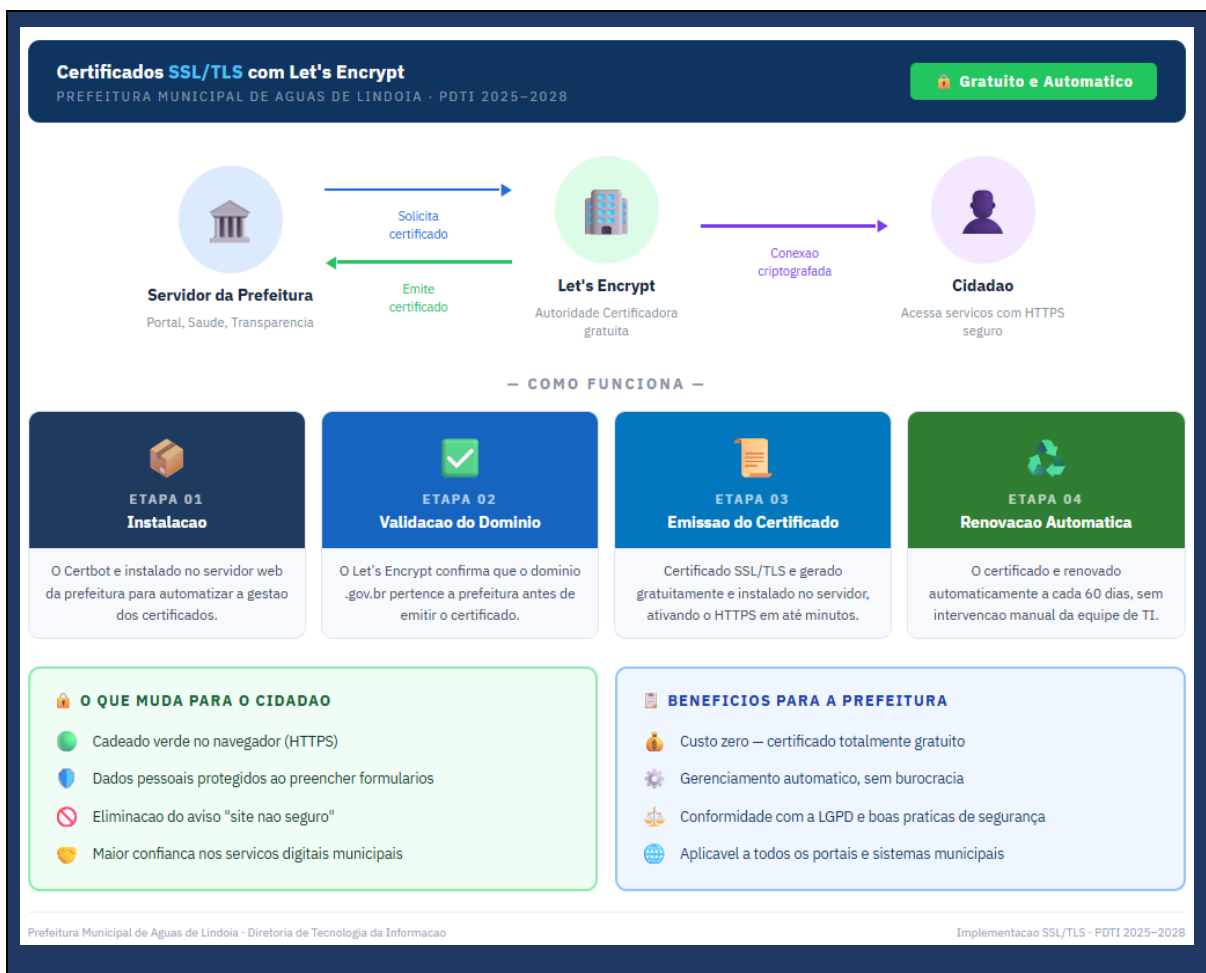 Certificados SSL/TLS com Let's Encrypt
PREFEITURA MUNICIPAL DE AGUAS DE LINDOIA · PDTI 2025–2028
Gratuito e Automatico
Solicita
certificado
Emite
certificado
Conexao
criptografada
Servidor da Prefeitura
Portal, Saude, Transparencia
Let's Encrypt
Autoridade Certificadora
gratuita
Cidadao
Acessa servicos com HTTPS
seguro
— COMO FUNCIONA —
ETAPA 01
Instalacao
O Certbot e instalado no servidor web
da prefeitura para automatizar a gestao
dos certificados.
ETAPA 02
Validacao do Dominio
O Let's Encrypt confirma que o dominio
.gov.br pertence a prefeitura antes de
emitir o certificado.
ETAPA 03
Emissao do Certificado
Certificado SSL/TLS e gerado
gratuitamente e instalado no servidor,
ativando o HTTPS em até minutos.
ETAPA 04
Renovacao Automatica
O certificado e renovado
automaticamente a cada 60 dias, sem
intervencao manual da equipe de TI.
O QUE MUDA PARA O CIDADAO
Cadeado verde no navegador (HTTPS)
Dados pessoais protegidos ao preencher formularios
Eliminacao do aviso "site nao seguro"
Maior confianca nos servicos digitais municipais
BENEFICIOS PARA A PREFEITURA
Custo zero — certificado totalmente gratuito
Gerenciamento automatico, sem burocracia
Conformidade com a LGPD e boas praticas de segurança
Aplicavel a todos os portais e sistemas municipais
Prefeitura Municipal de Aguas de Lindoia · Diretoria de Tecnologia da Informacao
Implementacao SSL/TLS · PDTI 2025–2028